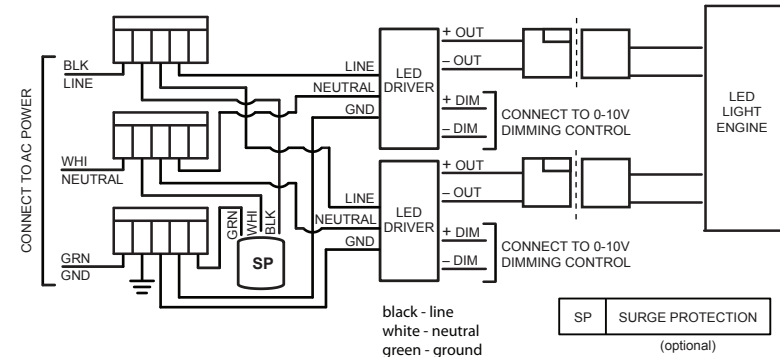 CONNECT TO AC POWER
BLK
LINE
WHI
NEUTRAL
GRN
GND
GRN
WHI
BLK
SP
LINE
NEUTRAL
GND
LED
DRIVER
+ OUT
– OUT
+ DIM
– DIM
CONNECT TO 0-10V
DIMMING CONTROL
LINE
NEUTRAL
GND
LED
DRIVER
+ OUT
– OUT
+ DIM
– DIM
CONNECT TO 0-10V
DIMMING CONTROL
LED
LIGHT
ENGINE
black - line
white - neutral
green - ground
SP SURGE PROTECTION
(optional)